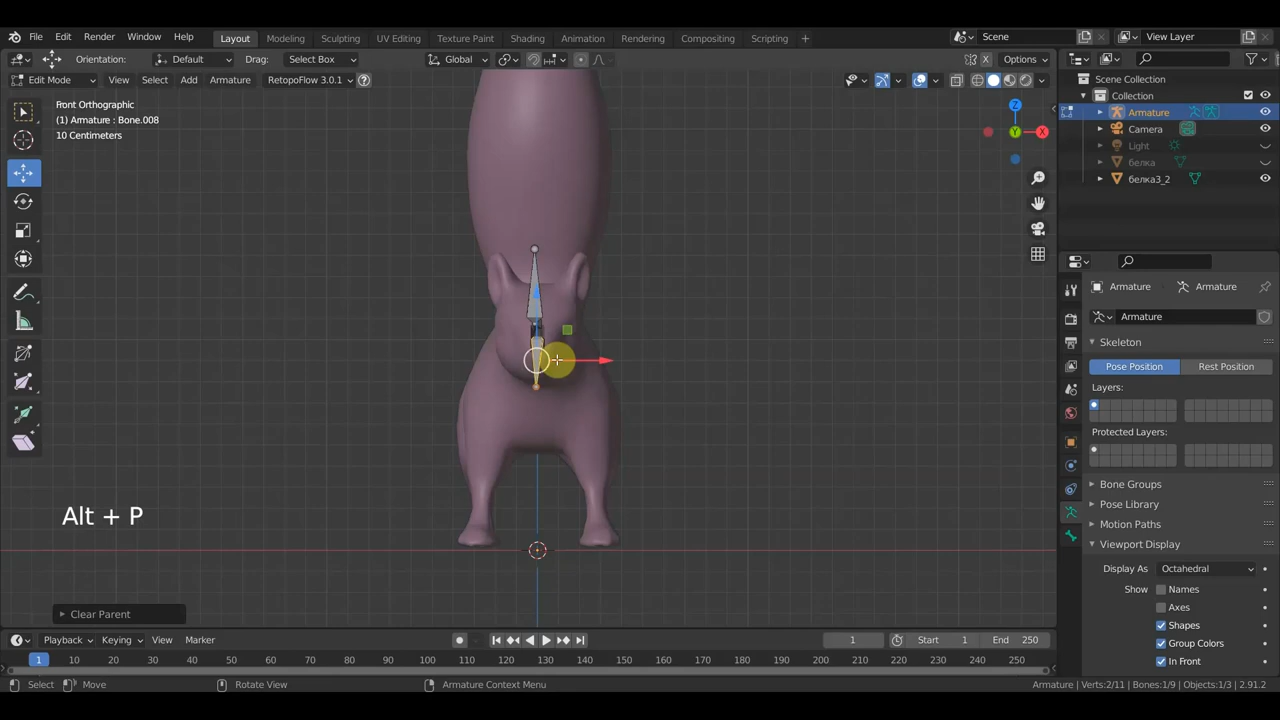 File Edit Render Window Help Layout Modeling Sculpting UV Editing Texture Paint Shading Animation Rendering Compositing Scripting + Scene View Layer
Orientation: Default Drag: Select Box Global Options
Edit Mode View Select Add Armature RetopoFlow 3.0.1 ?
Front Orthographic
(1) Armature : Bone.008
10 Centimeters
Z
X
Y
Scene Collection
Collection
Armature
Camera
Light
белка
белка3_2
Armature Armature
Armature
Skeleton
Pose Position Rest Position
Layers:
Protected Layers:
Bone Groups
Pose Library
Motion Paths
Viewport Display
Display As Octahedral
Show Names
Axes
Shapes
Group Colors
In Front
Alt + P
Clear Parent
Playback Keying View Marker 1 Start 1 End 250
1 10 20 30 40 50 60 70 80 90 100 110 120 130 140 150 160 170 180 190 200 210 220 230 240 250
Select Move Rotate View Armature Context Menu Armature | Verts:2/11 | Bones:1/9 | Objects:1/3 | 2.91.2